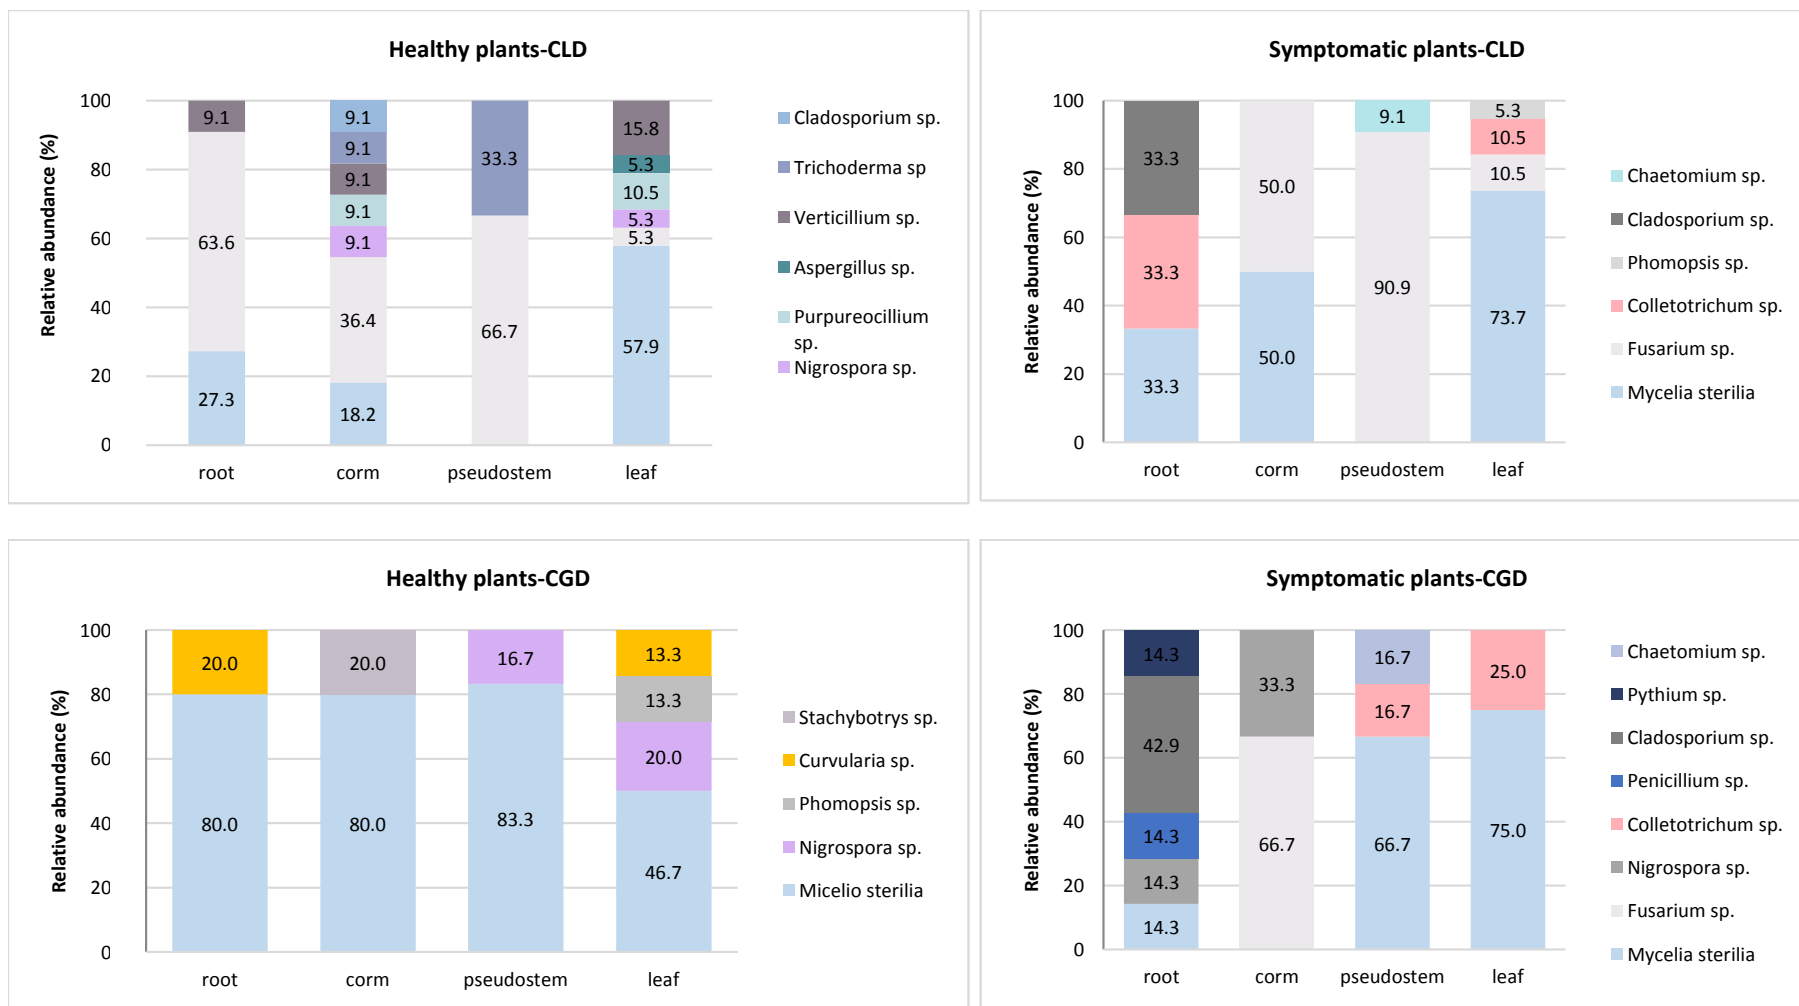 Healthy plants-CLD
Relative abundance (%)
100
80
60
40
20
0
9.1
63.6
27.3
9.1
9.1
9.1
9.1
9.1
36.4
18.2
33.3
66.7
15.8
5.3
10.5
5.3
5.3
57.9
root corm pseudostem leaf
Cladosporium sp.
Trichoderma sp
Verticillium sp.
Aspergillus sp.
Purpureocillium
sp.
Nigrospora sp.
Symptomatic plants-CLD
Relative abundance (%)
100
80
60
40
20
0
33.3
33.3
33.3
50.0
50.0
9.1
90.9
5.3
10.5
10.5
73.7
root corm pseudostem leaf
Chaetomium sp.
Cladosporium sp.
Phomopsis sp.
Colletotrichum sp.
Fusarium sp.
Mycelia sterilia
Healthy plants-CGD
Relative abundance (%)
100
80
60
40
20
0
20.0
80.0
20.0
80.0
16.7
83.3
13.3
13.3
20.0
46.7
root corm pseudostem leaf
Stachybotrys sp.
Curvularia sp.
Phomopsis sp.
Nigrospora sp.
Micelio sterilia
Symptomatic plants-CGD
Relative abundance (%)
100
80
60
40
20
0
14.3
42.9
14.3
14.3
14.3
33.3
66.7
16.7
16.7
66.7
25.0
75.0
root corm pseudostem leaf
Chaetomium sp.
Pythium sp.
Cladosporium sp.
Penicillium sp.
Colletotrichum sp.
Nigrospora sp.
Fusarium sp.
Mycelia sterilia